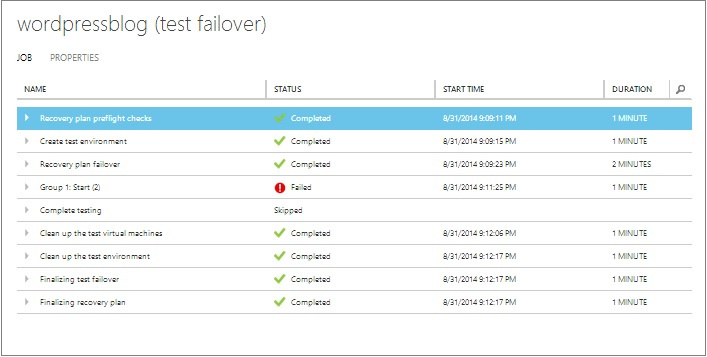 wordpressblog (test failover)
JOB PROPERTIES
NAME STATUS START TIME DURATION
Recovery plan preflight checks Completed 8/31/2014 9:09:11 PM 1 MINUTE
Create test environment Completed 8/31/2014 9:09:15 PM 1 MINUTE
Recovery plan failover Completed 8/31/2014 9:09:23 PM 2 MINUTES
Group 1: Start (2) Failed 8/31/2014 9:11:25 PM 1 MINUTE
Complete testing Skipped
Clean up the test virtual machines Completed 8/31/2014 9:12:06 PM 1 MINUTE
Clean up the test environment Completed 8/31/2014 9:12:17 PM 1 MINUTE
Finalizing test failover Completed 8/31/2014 9:12:17 PM 1 MINUTE
Finalizing recovery plan Completed 8/31/2014 9:12:17 PM 1 MINUTE